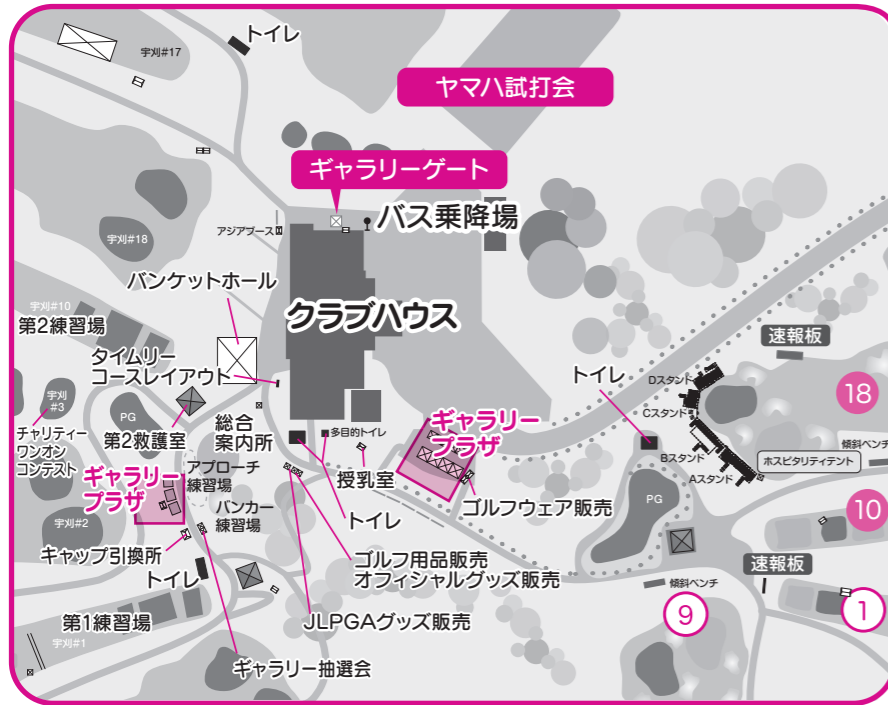 宇刈#17
トイレ
ヤマハ試打会
ギャラリーゲート
アジアブース
バス乗降場
宇刈#18
バンケットホール
クラブハウス
宇刈#10
第2練習場
タイムリー
コースレイアウト
速報板
トイレ
Dスタンド
Cスタンド
18
宇刈
#3
PG
チャリティー
ワンオン
コンテスト
第2救護室
総合
案内所
多目的トイレ
ギャラリー
プラザ
Bスタンド
Aスタンド
傾斜ベンチ
ホスピタリティテント
ギャラリー
プラザ
アプローチ
練習場
授乳室
ゴルフウェア販売
PG
10
宇刈#2
バンカー
練習場
トイレ
キャップ引換所
トイレ
ゴルフ用品販売
オフィシャルグッズ販売
速報板
傾斜ベンチ
第1練習場
宇刈#1
JLPGAグッズ販売
9
1
ギャラリー抽選会